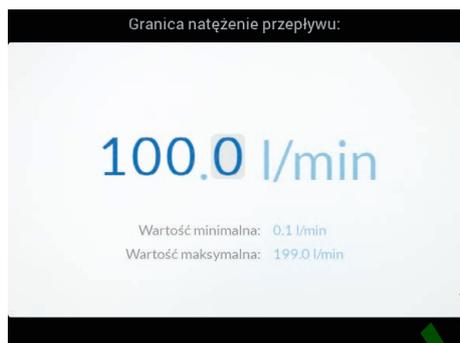 Granica natężenie przepływu:
100.0 l/min
Wartość minimalna: 0.1 l/min
Wartość maksymalna: 199.0 l/min